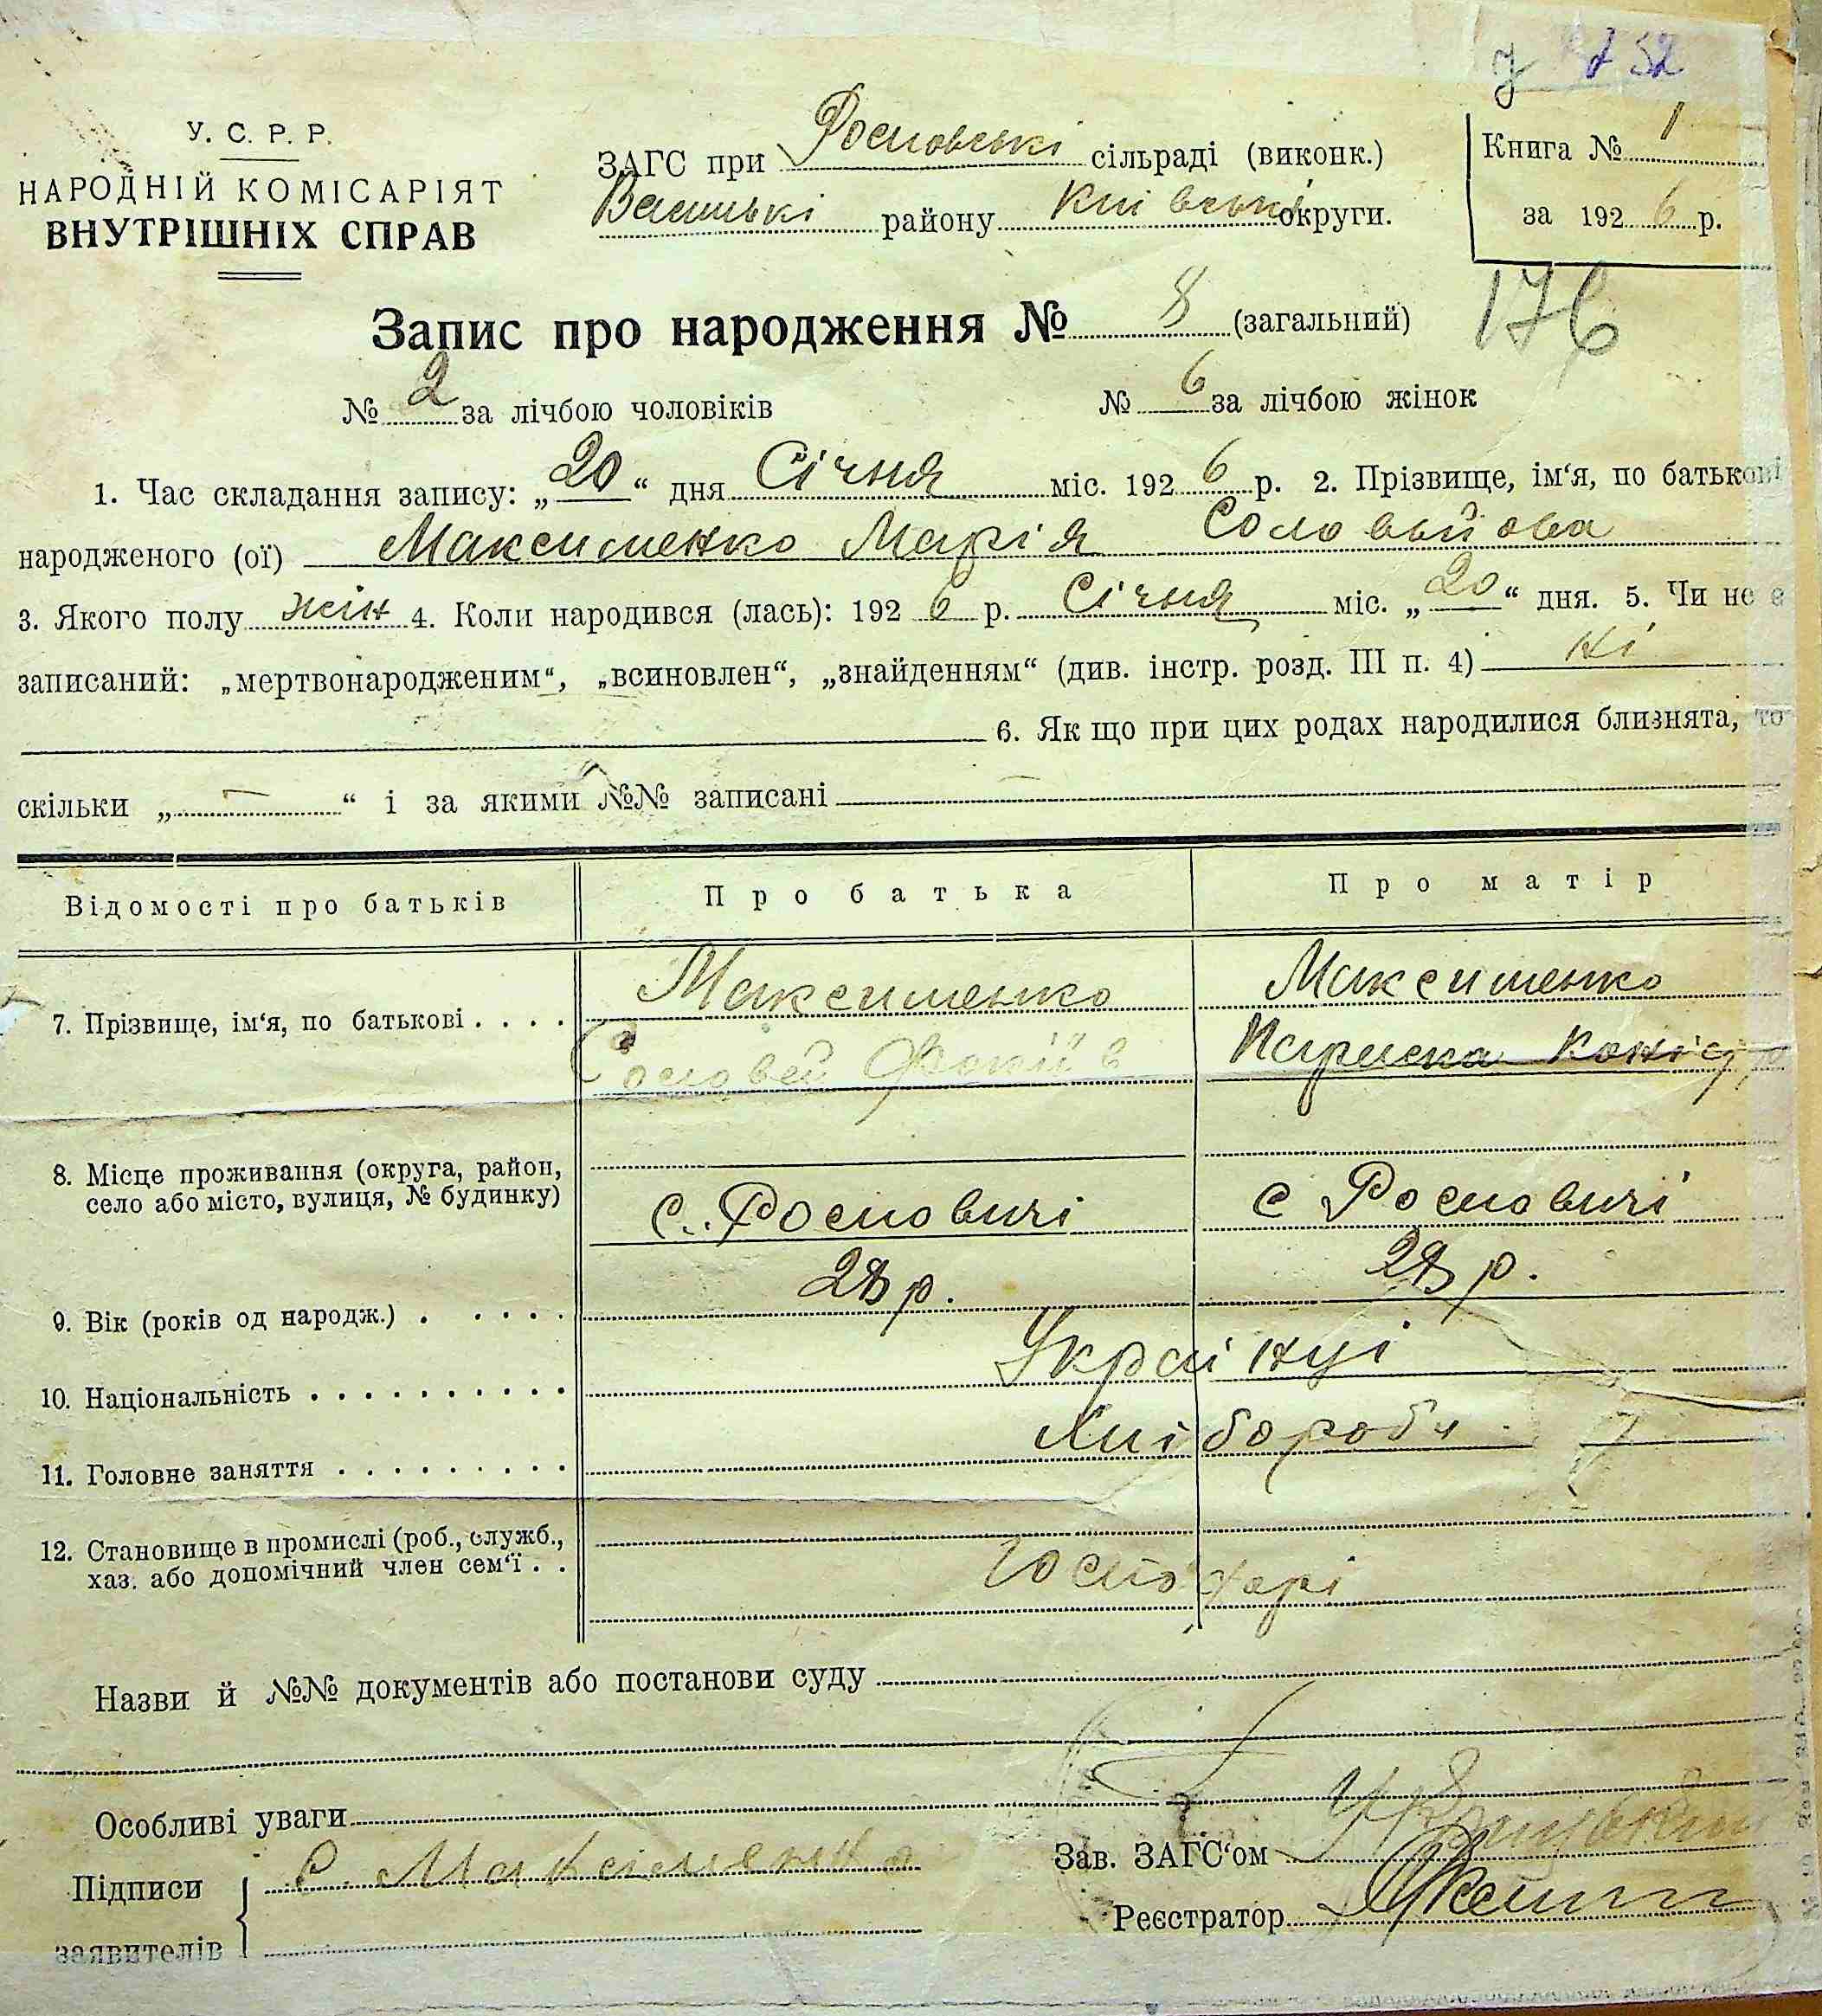 У. С. Р. Р.
НАРОДНІЙ КОМІСАРІЯТ
ВНУТРІШНІХ СПРАВ
52
ЗАГС при Росновські сільраді (виконк.)
району Київські округи.
Книга № 1
за 1926 р.
176
Запис про народження № 8 (загальний)
№ 2 за лічбою чоловіків № 6 за лічбою жінок
1. Час складання запису: „20“ дня Січня міс. 1926 р. 2. Прізвище, ім‘я, по батькові
народженого (ої) Максименко Марія Соловьйова
3. Якого полу жін 4. Коли народився (лась): 1926 р. Січня міс. „20“ дня. 5. Чи не є
записаний: „мертвонародженим“, „всиновлен“, „знайденням“ (див. інстр. розд. III п. 4) ні
6. Як що при цих родах народилися близнята, то
скільки „ — “ і за якими №№ записані —
Відомості про батьків Про батька Про матір
7. Прізвище, ім‘я, по батькові . . . . Максименко Максименко
Соловей Фокіїв
8. Місце проживання (округа, район,
село або місто, вулиця, № будинку) с. Росновичі с Росновичі
9. Вік (років од народж.) . . . . . 28 р. 28 р.
10. Національність . . . . . . . . . . Українці
11. Головне заняття . . . . . . . . . Хлібороби
12. Становище в промислі (роб., служб.,
хаз. або допомічний член сем‘ї . . Господарі
Назви й №№ документів або постанови суду
Особливі уваги
Підписи заявителів С. Максименко
Зав. ЗАГС‘ом
Реєстратор